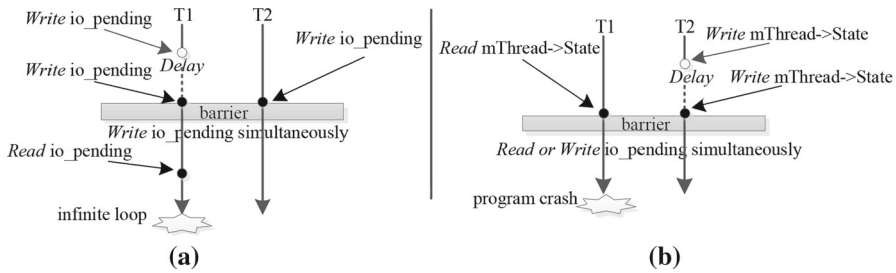 Write io_pending
T1
T2
Delay
Write io_pending
Write io_pending
barrier
Write io_pending simultaneously
Read io_pending
infinite loop
(a)
T1
T2
Read mThread->State
Write mThread->State
Delay
Write mThread->State
barrier
Read or Write io_pending simultaneously
program crash
(b)